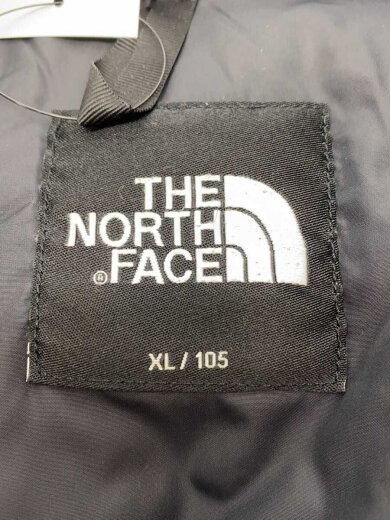 THE
NORTH
®FACE
XL / 105